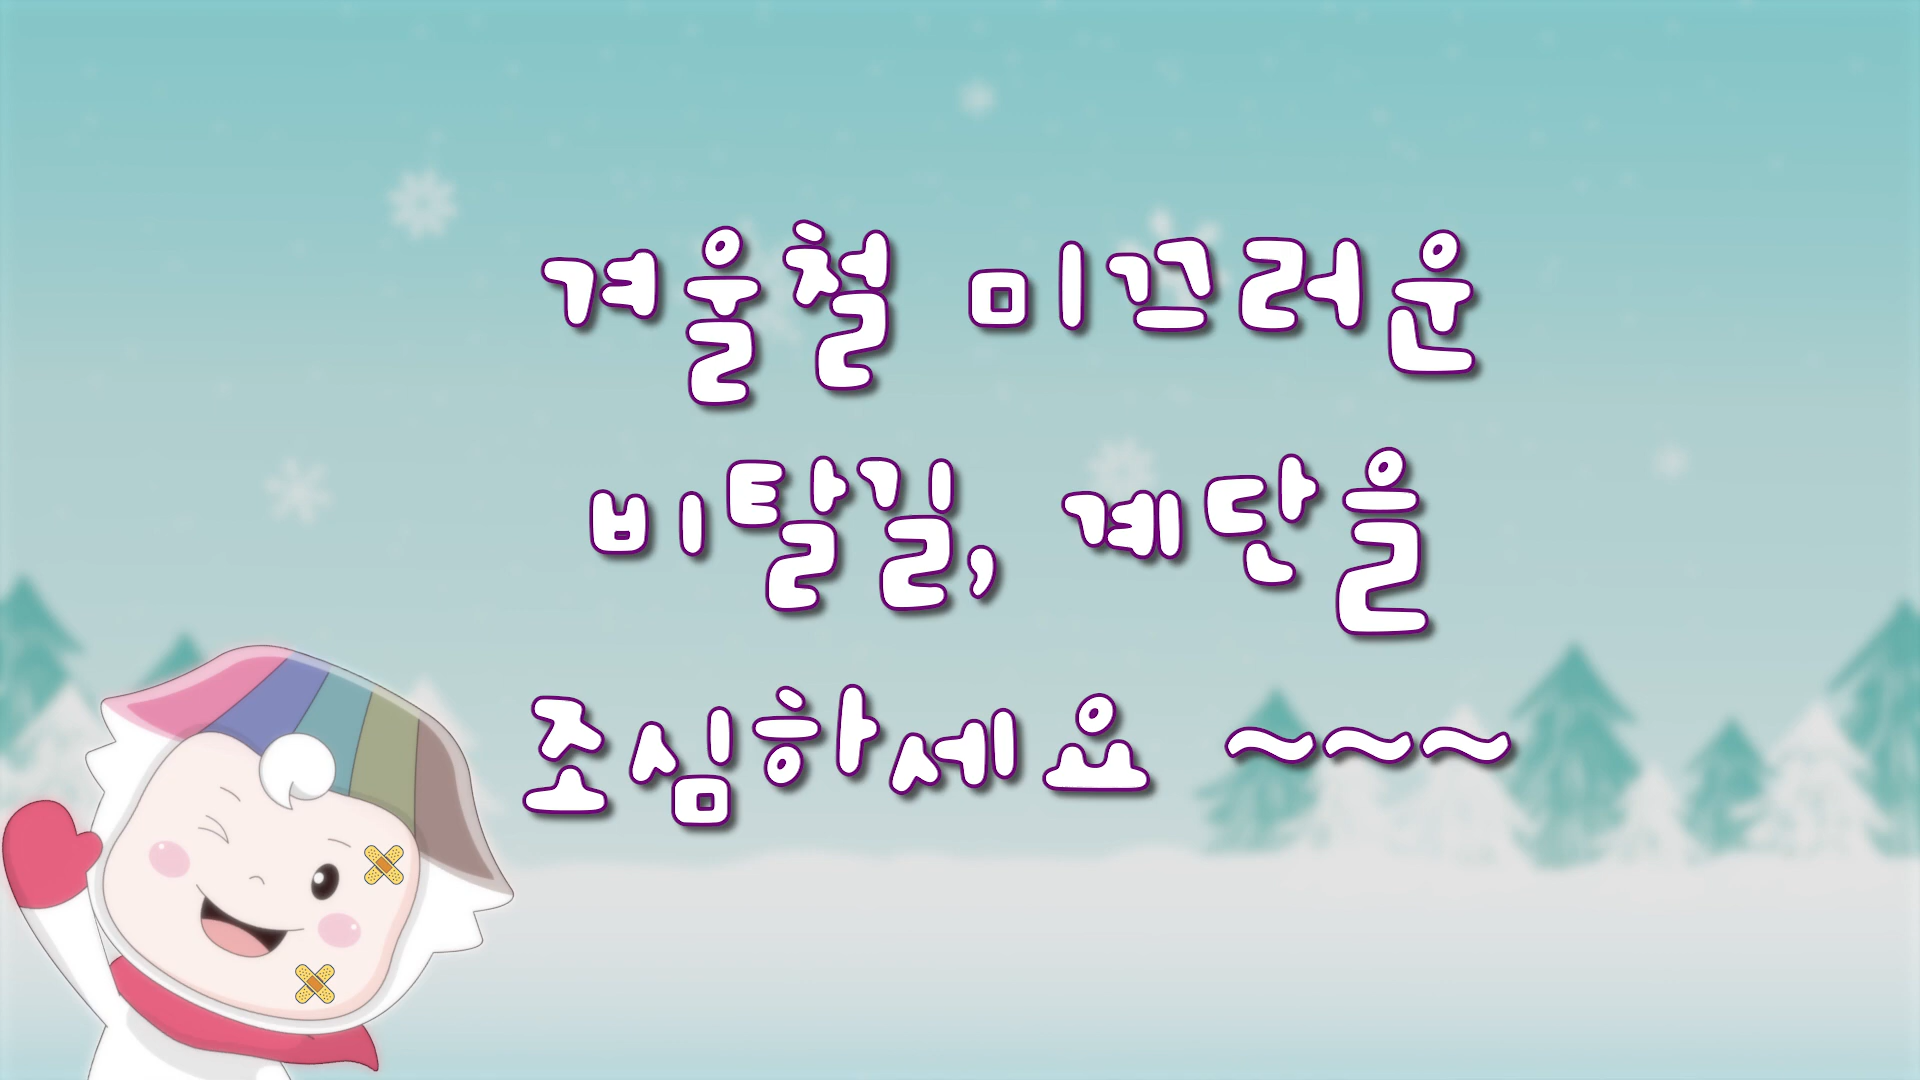 겨울철 미끄러운
비탈길, 계단을
조심하세요 ~~~